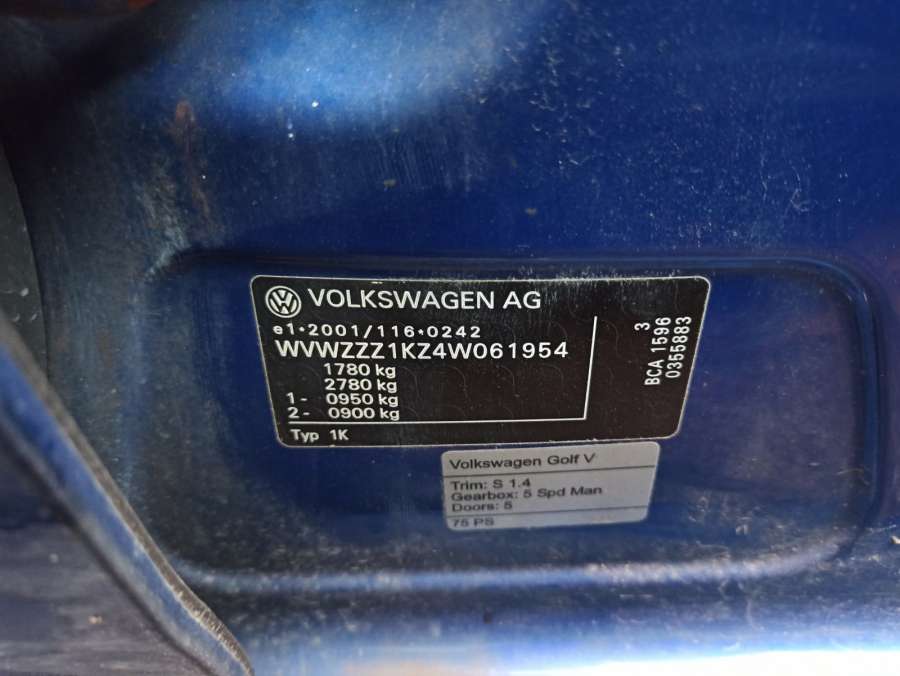 VOLKSWAGEN AG
e1*2001/116*0242
WVWZZZ1KZ4W061954
1780 kg
2780 kg
1- 0950 kg
2- 0900 kg
Typ 1K
3
BCA 1596
0355883
Volkswagen Golf V
Trim: S 1.4
Gearbox: 5 Spd Man
Doors: 5
75 PS